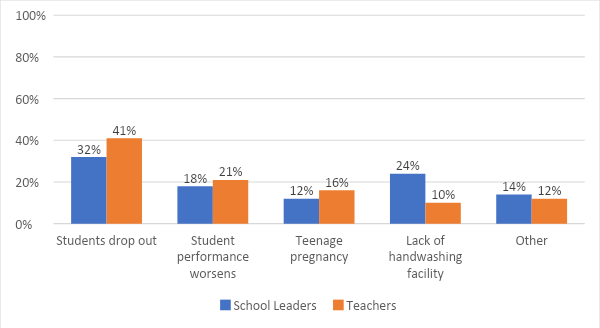 100%
80%
60%
40%
20%
0%
32%
41%
18%
21%
12%
16%
24%
10%
14%
12%
Students drop out
Student
performance
worsens
Teenage
pregnancy
Lack of
handwashing
facility
Other
School Leaders
Teachers